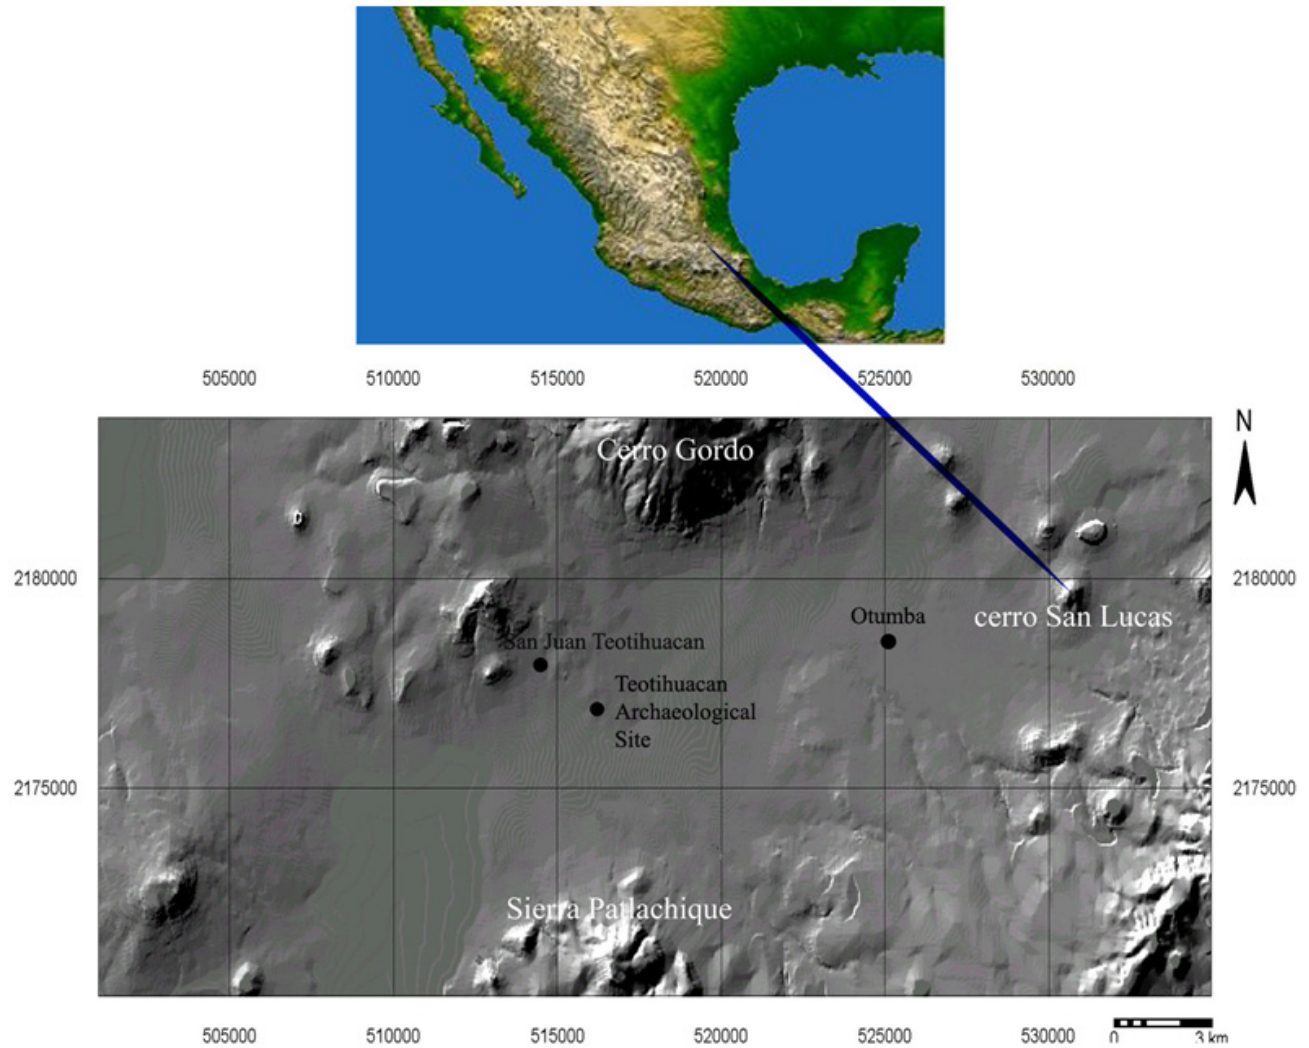 505000 510000 515000 520000 525000 530000
N
Cerro Gordo
2180000 2180000
cerro San Lucas
Otumba
San Juan Teotihuacan
Teotihuacan
Archaeological
Site
2175000 2175000
Sierra Patlachique
505000 510000 515000 520000 525000 530000
0 3 km